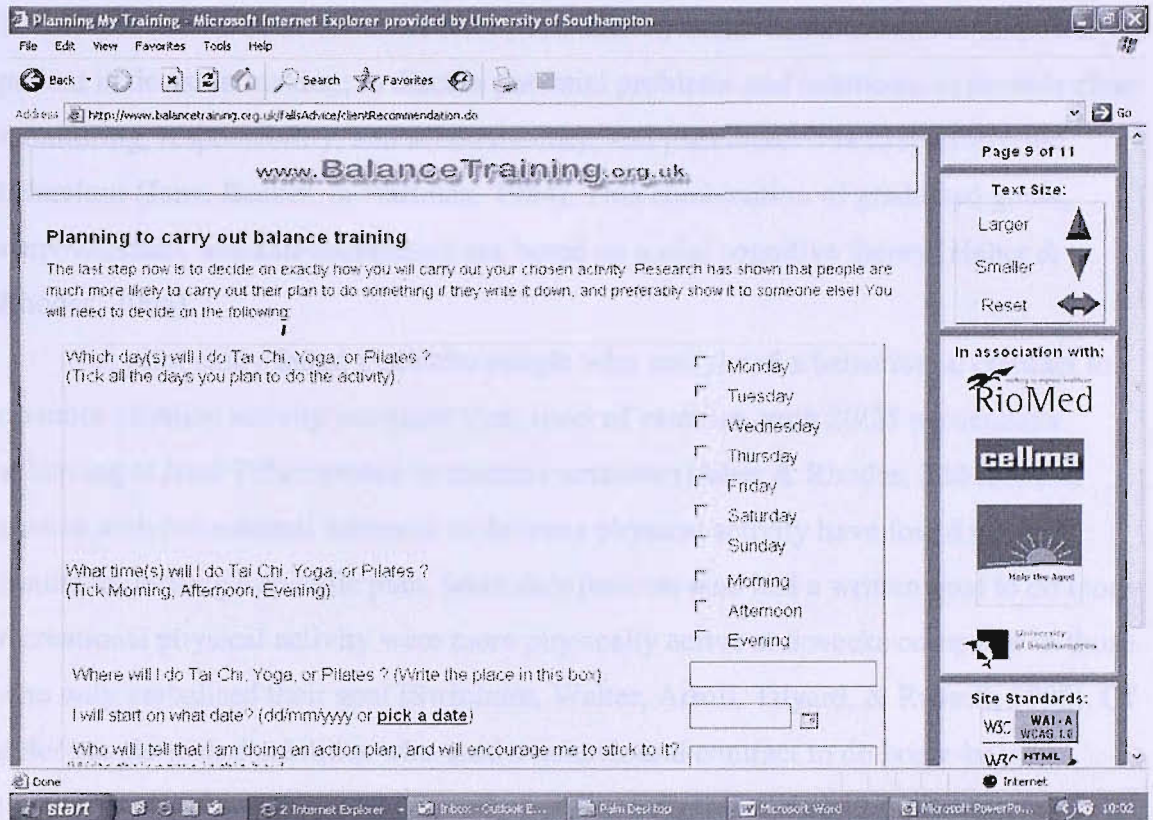 Planning My Training - Microsoft Internet Explorer provided by University of Southampton
File Edit View Favorites Tools Help
Back Search Favorites
Address http://www.balancetraining.org.uk/fallsAdvice/clientRecommendation.do Go
www.BalanceTraining.org.uk
Planning to carry out balance training
The last step now is to decide on exactly how you will carry out your chosen activity. Research has shown that people are
much more likely to carry out their plan to do something if they write it down, and preferably show it to someone else! You
will need to decide on the following:
Which day(s) will I do Tai Chi, Yoga, or Pilates ?
(Tick all the days you plan to do the activity)
Monday
Tuesday
Wednesday
Thursday
Friday
Saturday
Sunday
What time(s) will I do Tai Chi, Yoga, or Pilates ?
(Tick Morning, Afternoon, Evening)
Morning
Afternoon
Evening
Where will I do Tai Chi, Yoga, or Pilates ? (Write the place in this box)
I will start on what date? (dd/mm/yyyy or pick a date)
Who will I tell that I am doing an action plan, and will encourage me to stick to it?
Page 9 of 11
Text Size:
Larger
Smaller
Reset
In association with:
RioMed
cellma
Help the Aged
University
of Southampton
Site Standards:
W3C WAI-A
WCAG 1.0
W3C HTML
Done
Internet
start
2 Internet Explorer
Inbox - Outlook E...
Palm Desktop
Microsoft Word
Microsoft PowerPo...
10:02